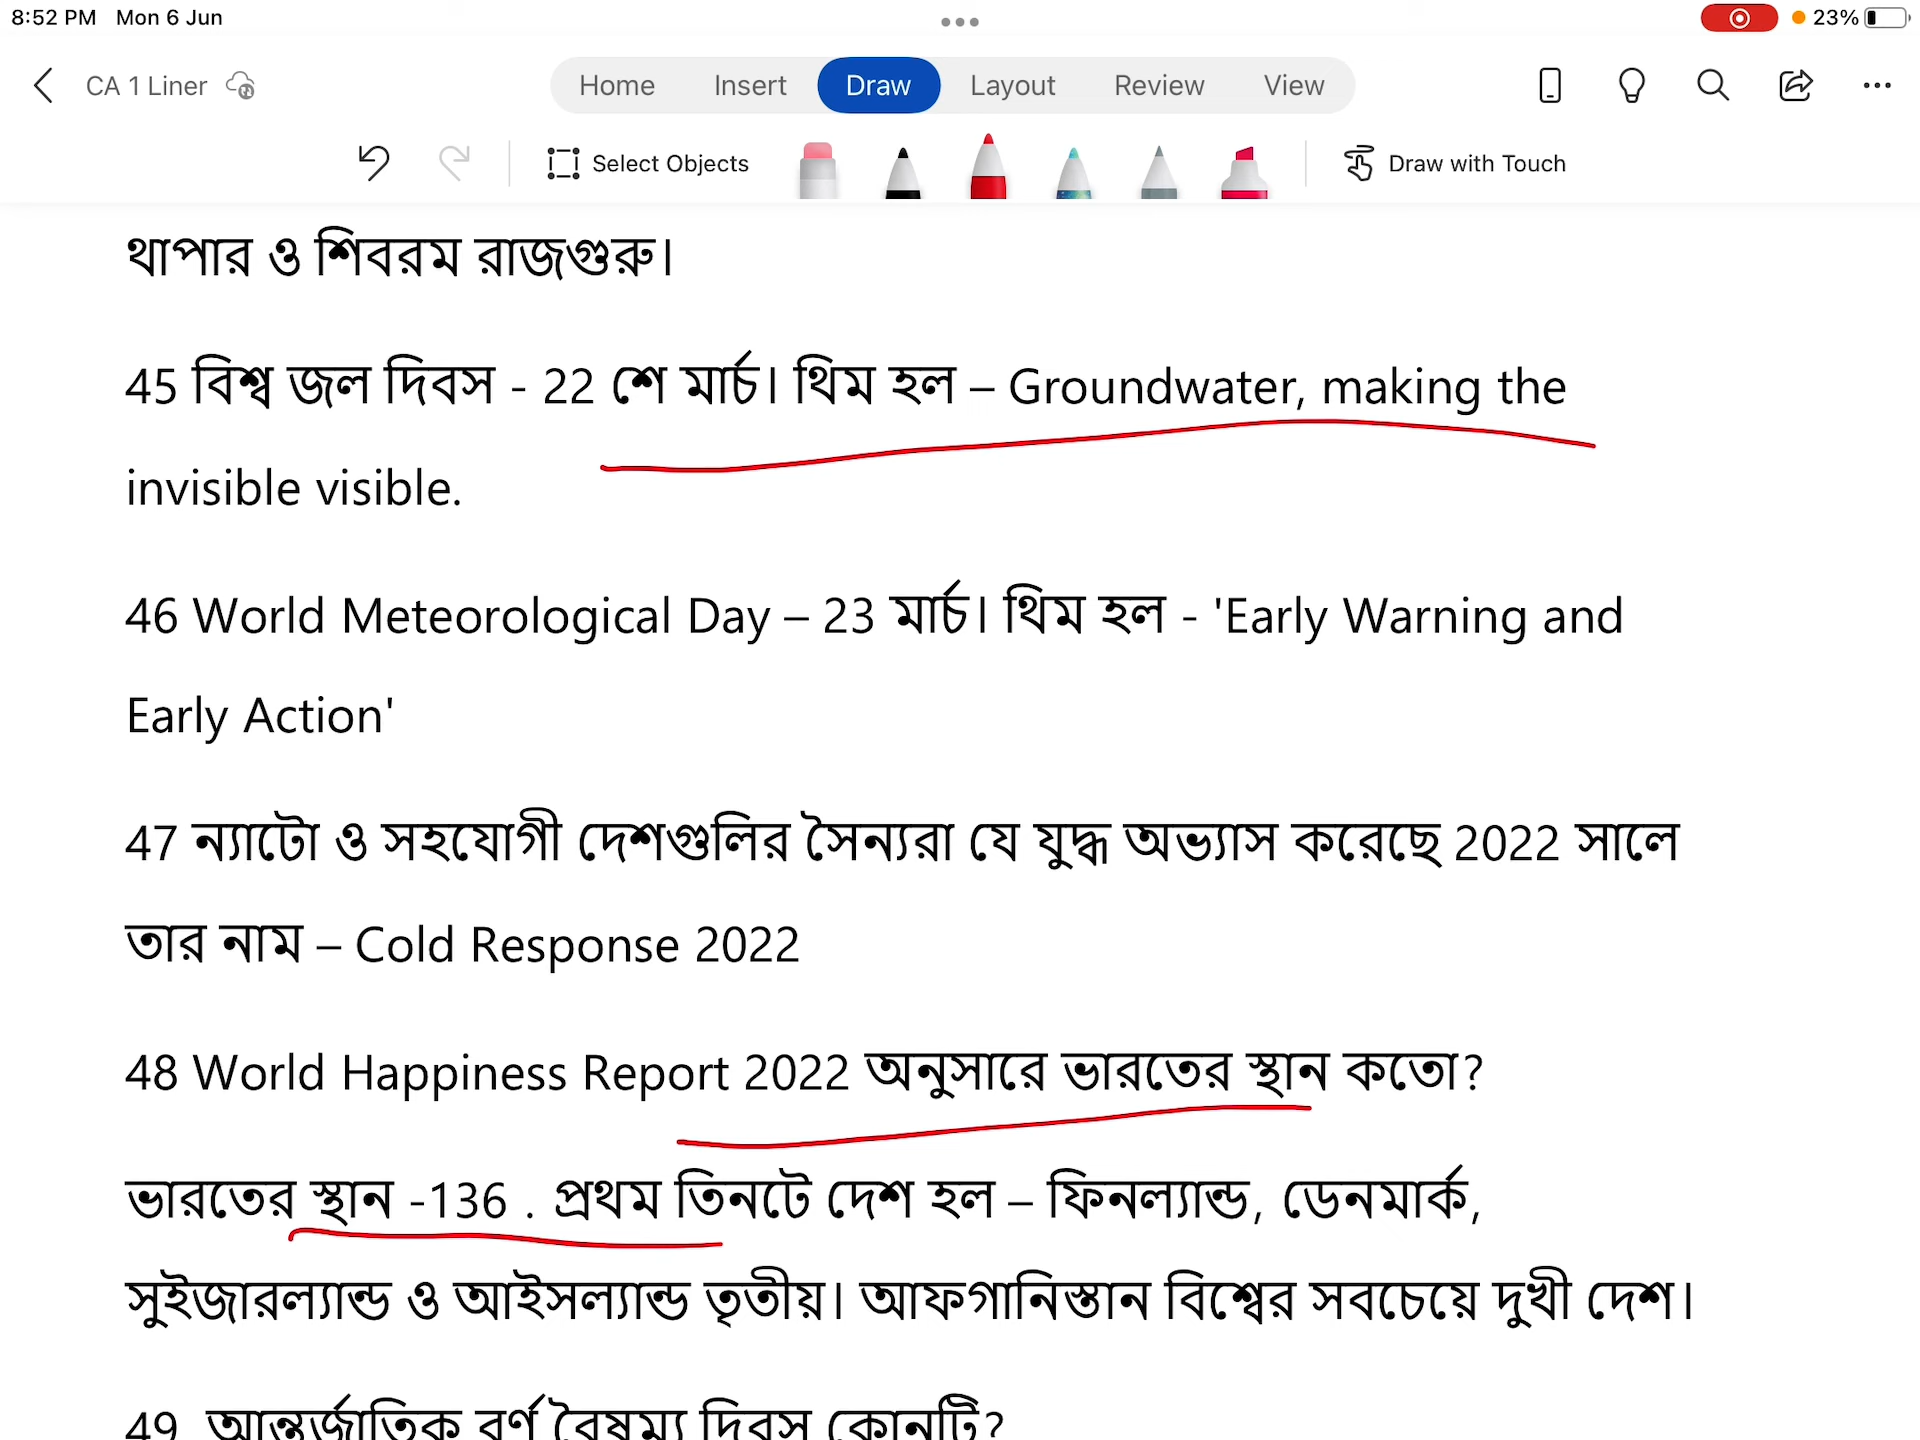 8:52 PM Mon 6 Jun
23%
CA 1 Liner
Home Insert Draw Layout Review View
Select Objects
Draw with Touch
থাপার ও শিবরম রাজগুরু।
45 বিশ্ব জল দিবস - 22 শে মার্চ। থিম হল – Groundwater, making the
invisible visible.
46 World Meteorological Day – 23 মার্চ। থিম হল - 'Early Warning and
Early Action'
47 ন্যাটো ও সহযোগী দেশগুলির সৈন্যরা যে যুদ্ধ অভ্যাস করেছে 2022 সালে
তার নাম – Cold Response 2022
48 World Happiness Report 2022 অনুসারে ভারতের স্থান কতো?
ভারতের স্থান -136 . প্রথম তিনটে দেশ হল – ফিনল্যান্ড, ডেনমার্ক,
সুইজারল্যান্ড ও আইসল্যান্ড তৃতীয়। আফগানিস্তান বিশ্বের সবচেয়ে দুখী দেশ।
49 আন্তর্জাতিক বর্ণ বৈষম্য দিবস কোনটি?